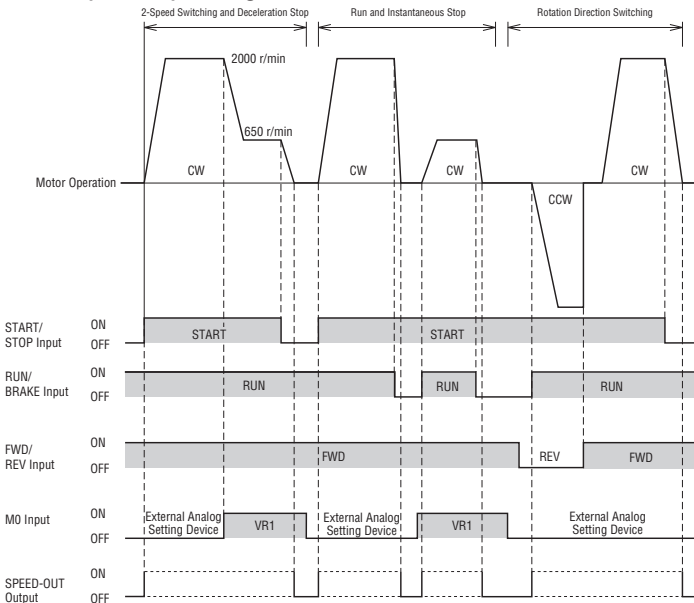 2-Speed Switching and Deceleration Stop
Run and Instantaneous Stop
Rotation Direction Switching
2000 r/min
650 r/min
CW
CW
CW
CW
Motor Operation
CCW
START/
STOP Input
ON
OFF
START
START
RUN/
BRAKE Input
ON
OFF
RUN
RUN
RUN
FWD/
REV Input
ON
OFF
FWD
REV
FWD
M0 Input
ON
OFF
External Analog
Setting Device
VR1
External Analog
Setting Device
VR1
External Analog
Setting Device
SPEED-OUT
Output
ON
OFF